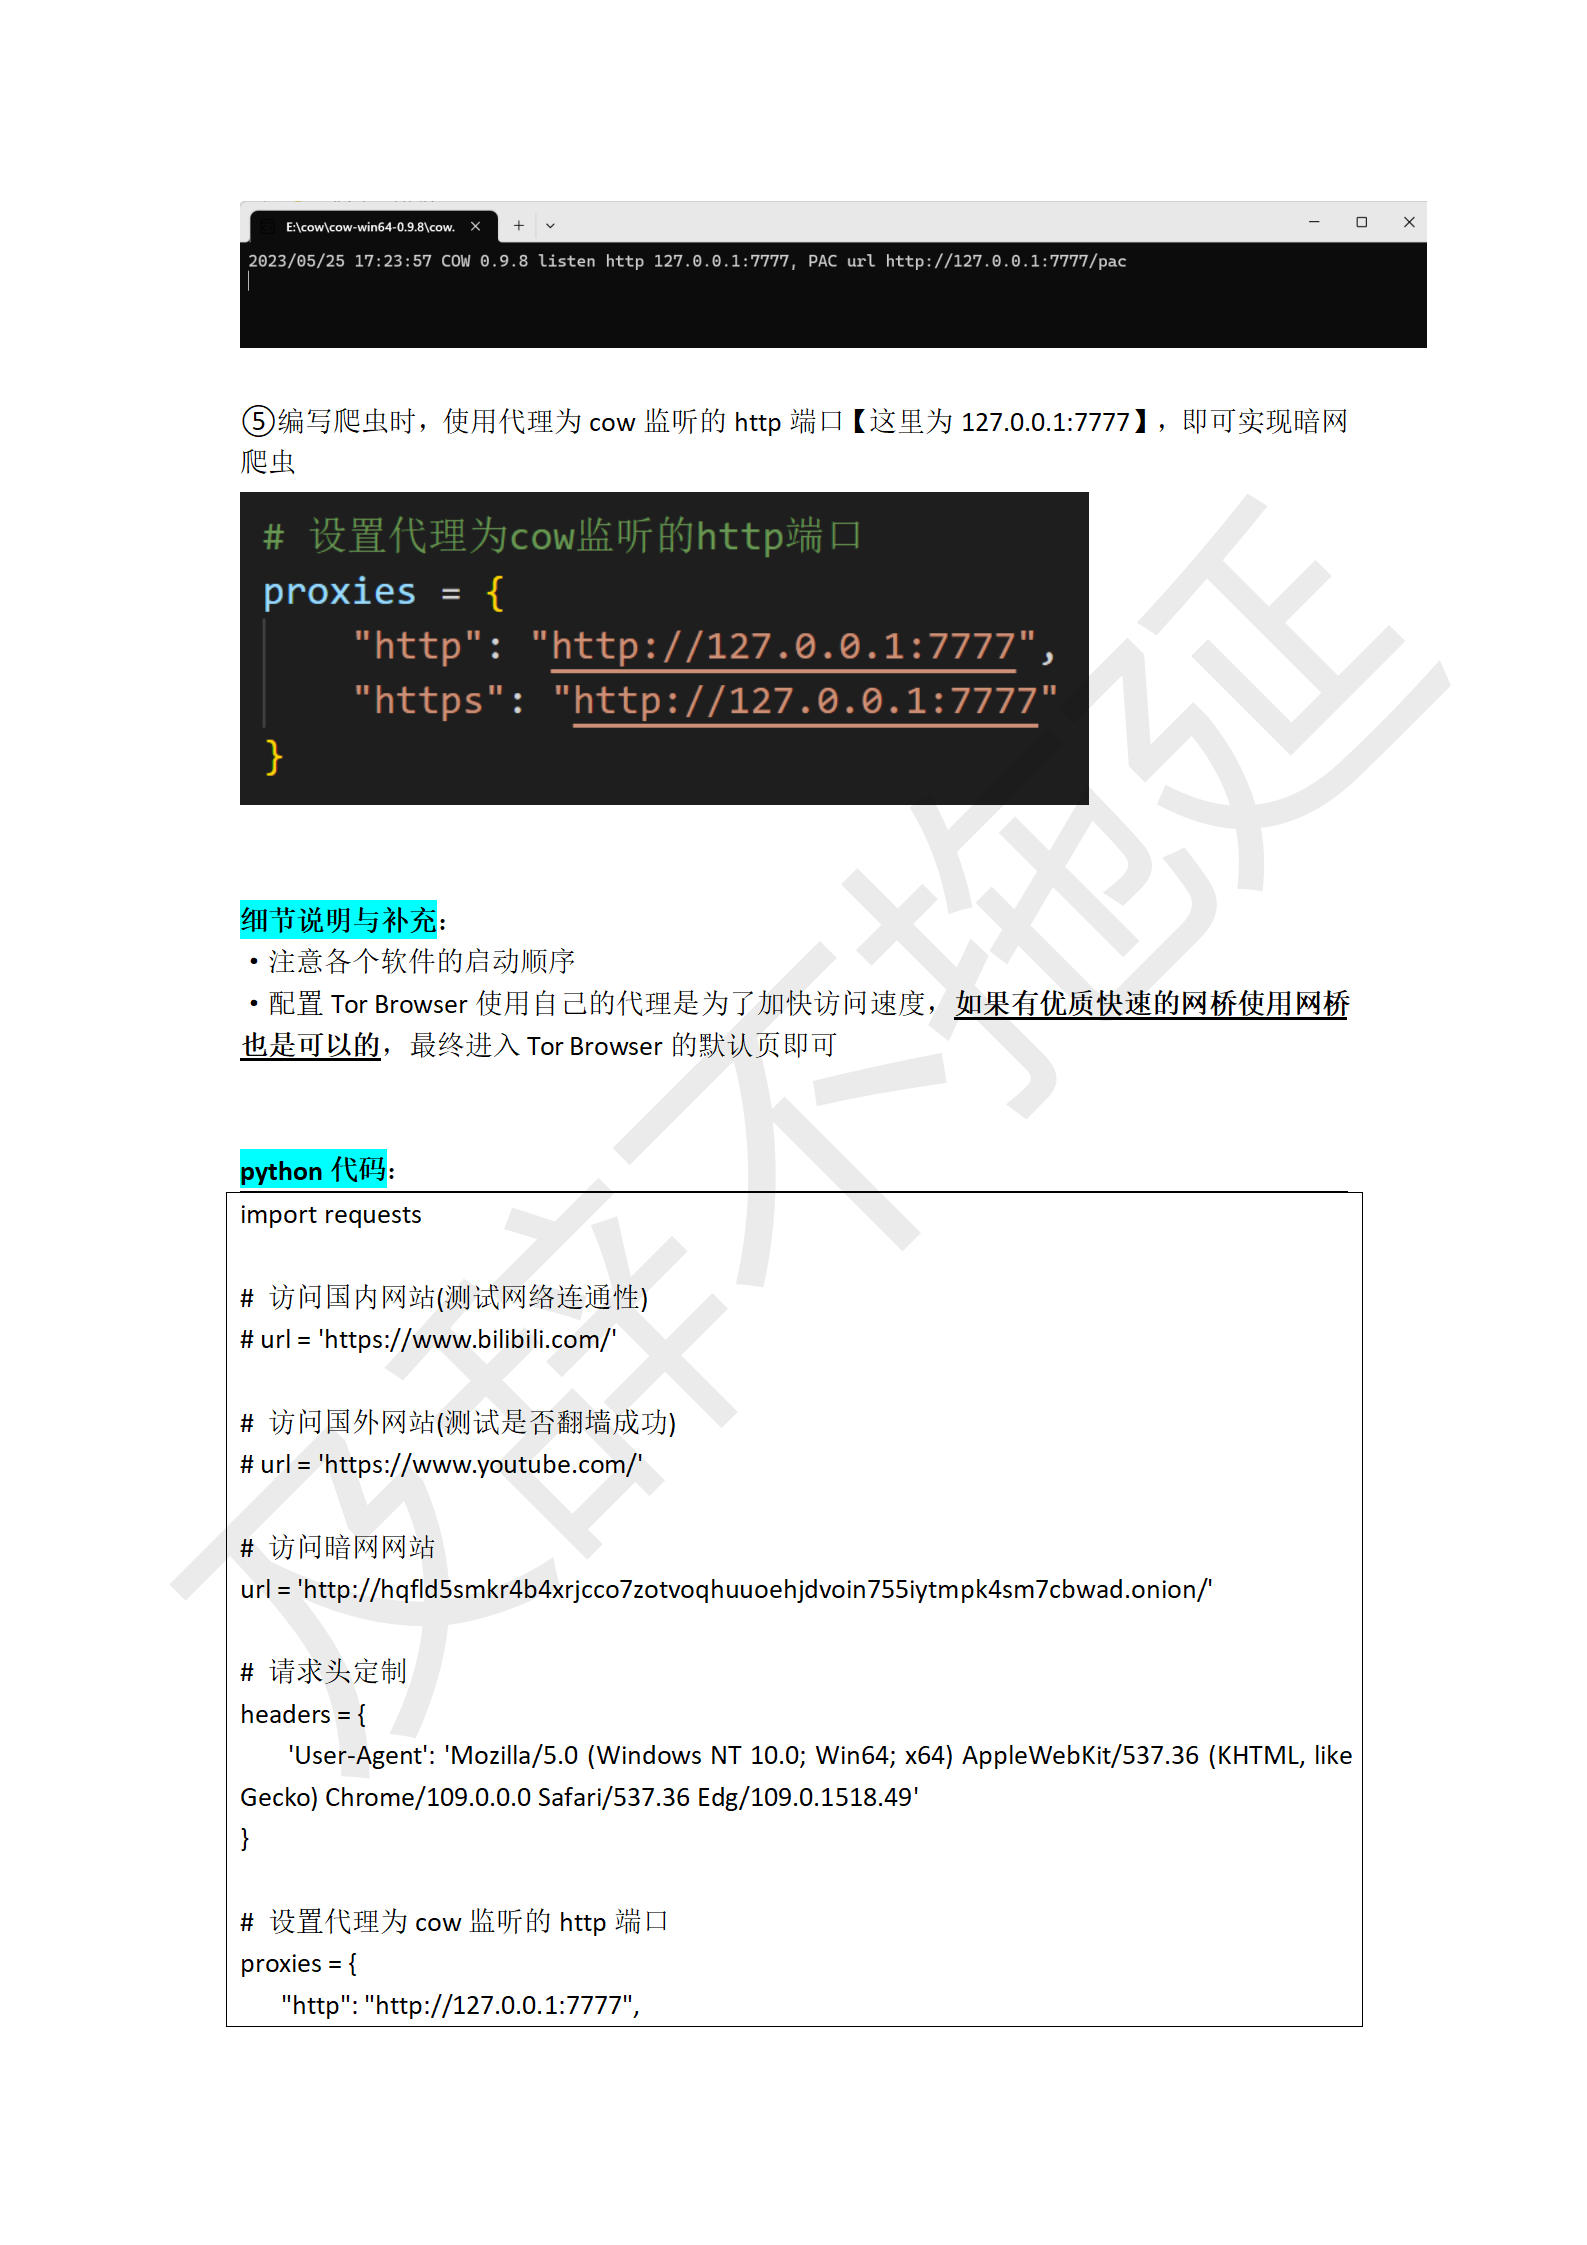 E:\cow\cow-win64-0.9.8\cow.
2023/05/25 17:23:57 COW 0.9.8 listen http 127.0.0.1:7777, PAC url http://127.0.0.1:7777/pac
⑤编写爬虫时，使用代理为 cow 监听的 http 端口【这里为 127.0.0.1:7777】，即可实现暗网
爬虫
# 设置代理为cow监听的http端口
proxies = {
"http": "http://127.0.0.1:7777",
"https": "http://127.0.0.1:7777"
}
细节说明与补充：
·注意各个软件的启动顺序
·配置 Tor Browser 使用自己的代理是为了加快访问速度，如果有优质快速的网桥使用网桥
也是可以的，最终进入 Tor Browser 的默认页即可
python 代码：
import requests
# 访问国内网站(测试网络连通性)
# url = 'https://www.bilibili.com/'
# 访问国外网站(测试是否翻墙成功)
# url = 'https://www.youtube.com/'
# 访问暗网网站
url = 'http://hqfld5smkr4b4xrjcco7zotvoqhuuoehjdvoin755iytmpk4sm7cbwad.onion/'
# 请求头定制
headers = {
'User-Agent': 'Mozilla/5.0 (Windows NT 10.0; Win64; x64) AppleWebKit/537.36 (KHTML, like
Gecko) Chrome/109.0.0.0 Safari/537.36 Edg/109.0.1518.49'
}
# 设置代理为 cow 监听的 http 端口
proxies = {
"http": "http://127.0.0.1:7777",
及辞不拖延